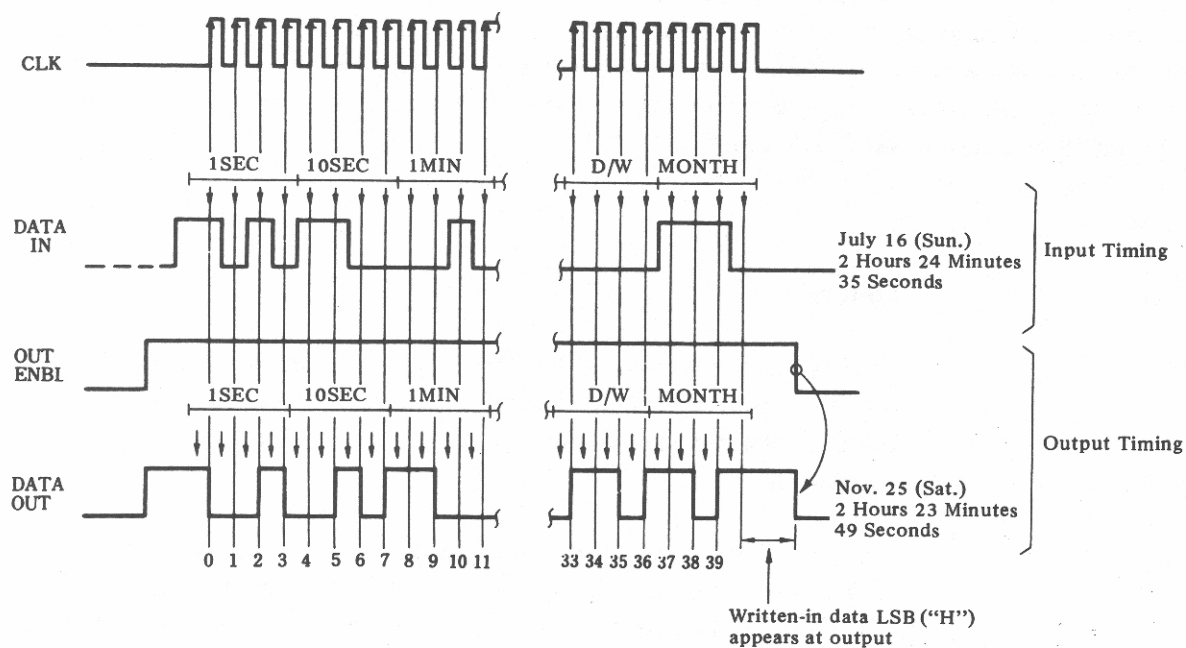 CLK
1SEC 10SEC 1MIN D/W MONTH
DATA
IN
July 16 (Sun.)
2 Hours 24 Minutes
35 Seconds
Input Timing
OUT
ENBL
1SEC 10SEC 1MIN D/W MONTH
Output Timing
DATA
OUT
Nov. 25 (Sat.)
2 Hours 23 Minutes
49 Seconds
0 1 2 3 4 5 6 7 8 9 10 11 33 34 35 36 37 38 39
Written-in data LSB (“H”)
appears at output